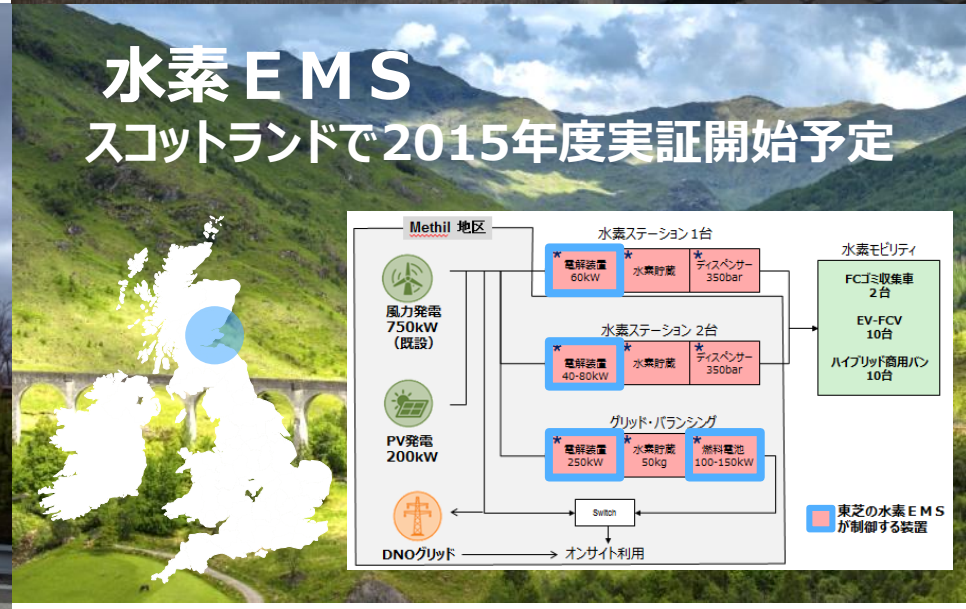 水素ＥＭＳ
スコットランドで2015年度実証開始予定
Methil 地区
風力発電
750kW
（既設）
PV発電
200kW
DNOグリッド
水素ステーション 1台
*
電解装置
60kW
*
水素貯蔵
*
ディスペンサー
350bar
水素ステーション 2台
*
電解装置
40-80kW
*
水素貯蔵
*
ディスペンサー
350bar
グリッド・バランシング
*
電解装置
250kW
*
水素貯蔵
50kg
*
燃料電池
100-150kW
Switch
オンサイト利用
水素モビリティ
FCゴミ収集車
2台
EV-FCV
10台
ハイブリッド商用バン
10台
東芝の水素ＥＭＳ
が制御する装置